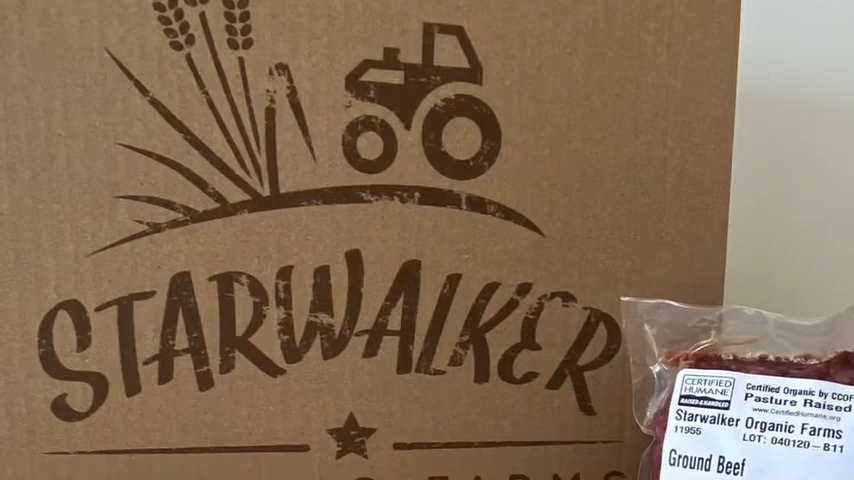 STARWALKER
FARMS
CERTIFIED
HUMANE
RAISED & HANDLED
Certified Organic by CCOF
Pasture Raised
www.CertifiedHumane.org
Starwalker Organic Farms
11955
LOT: 040120-B11
Ground Beef